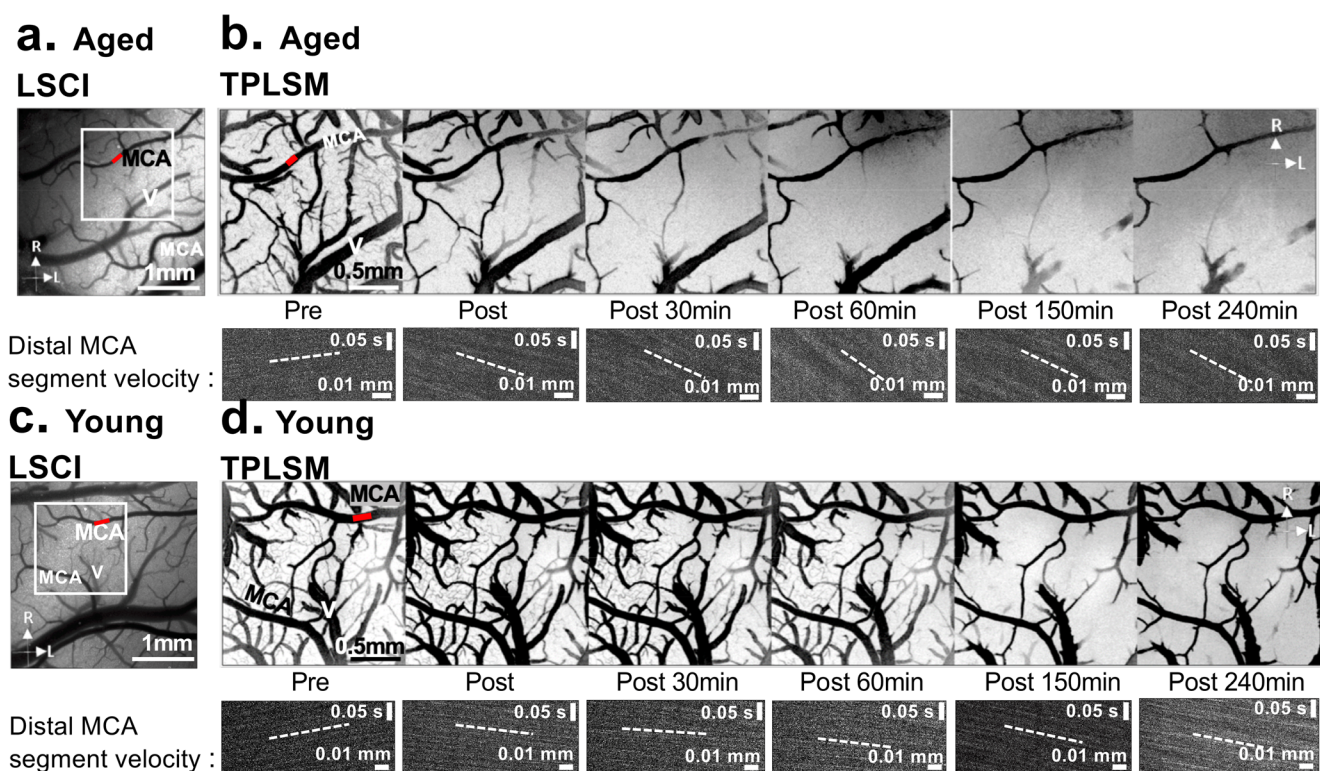 a. Aged
LSCI
MCA
V
MCA
R
L
1mm
b. Aged
TPLSM
MCA
V
0.5mm
R
L
Pre
Post
Post 30min
Post 60min
Post 150min
Post 240min
Distal MCA
segment velocity :
0.05 s
0.01 mm
0.05 s
0.01 mm
0.05 s
0.01 mm
0.05 s
0.01 mm
0.05 s
0.01 mm
0.05 s
0.01 mm
c. Young
LSCI
MCA
MCA
V
R
L
1mm
d. Young
TPLSM
MCA
MCA
V
0.5mm
R
L
Pre
Post
Post 30min
Post 60min
Post 150min
Post 240min
Distal MCA
segment velocity :
0.05 s
0.01 mm
0.05 s
0.01 mm
0.05 s
0.01 mm
0.05 s
0.01 mm
0.05 s
0.01 mm
0.05 s
0.01 mm